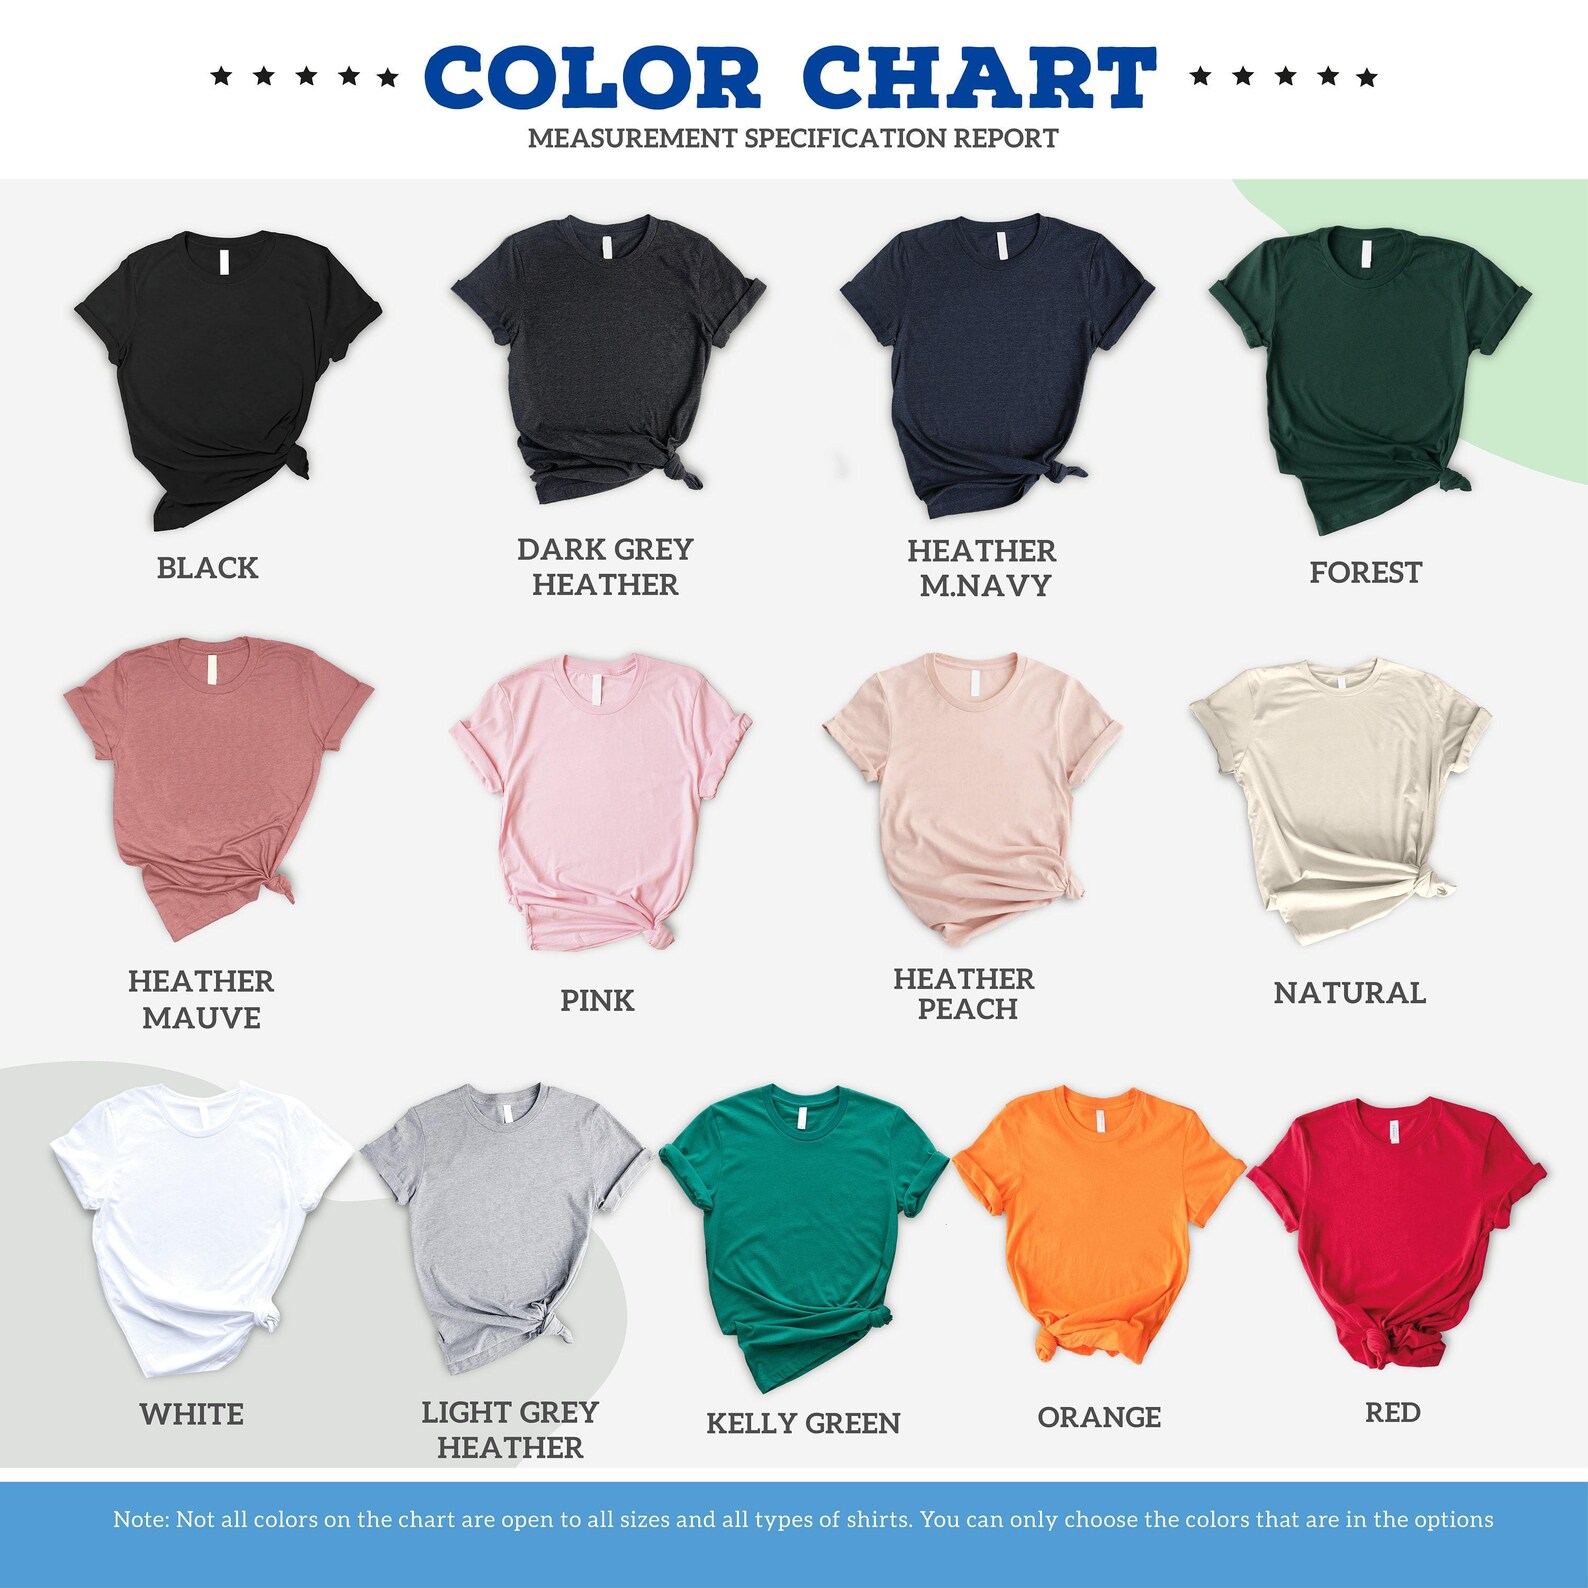 COLOR CHART
MEASUREMENT SPECIFICATION REPORT
BLACK
DARK GREY
HEATHER
HEATHER
M.NAVY
FOREST
HEATHER
MAUVE
PINK
HEATHER
PEACH
NATURAL
WHITE
LIGHT GREY
HEATHER
KELLY GREEN
ORANGE
RED
Note: Not all colors on the chart are open to all sizes and all types of shirts. You can only choose the colors that are in the options